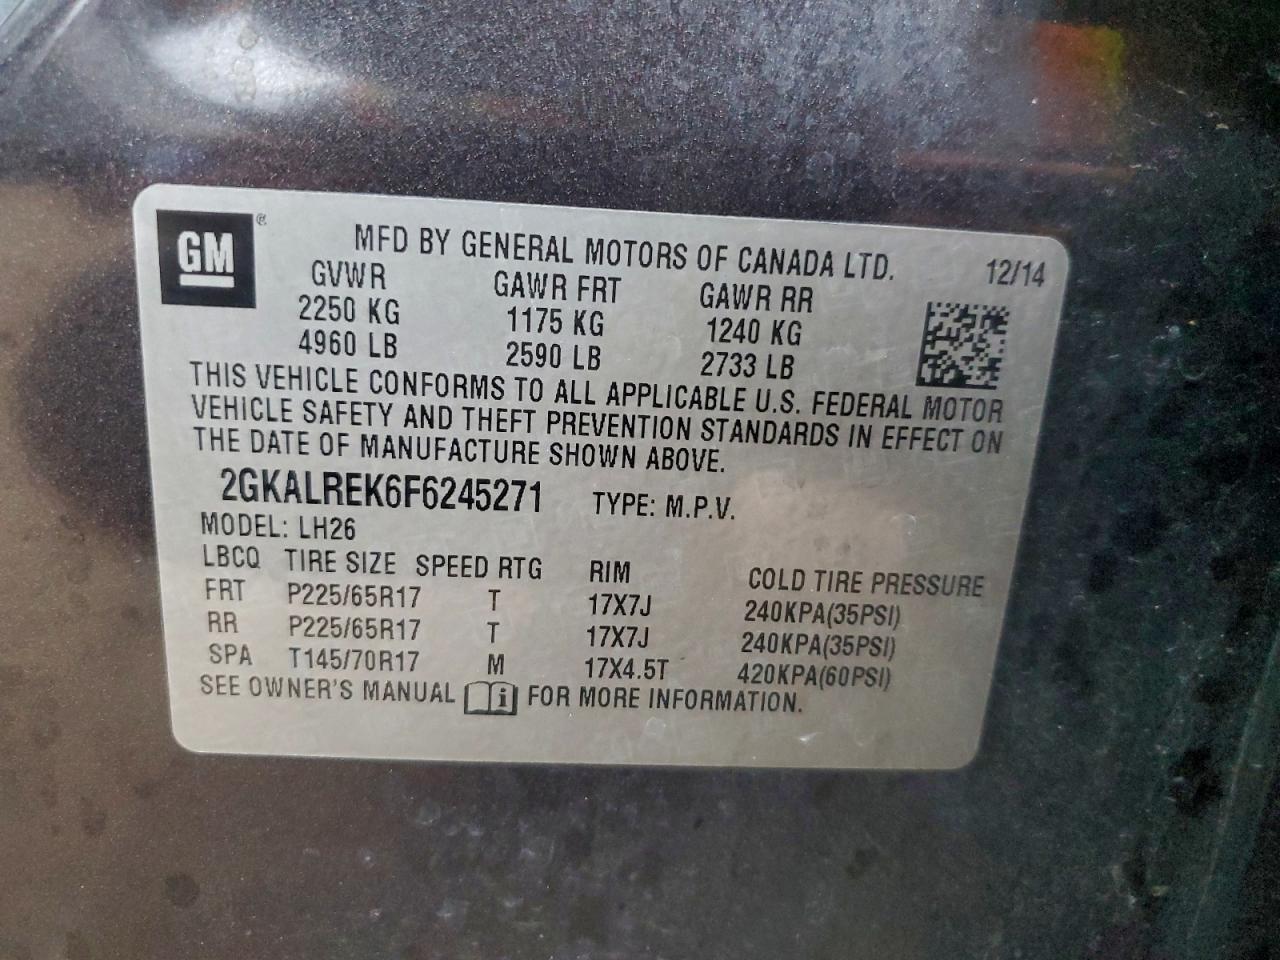 GM ®
MFD BY GENERAL MOTORS OF CANADA LTD. 12/14
GVWR GAWR FRT GAWR RR
2250 KG 1175 KG 1240 KG
4960 LB 2590 LB 2733 LB
THIS VEHICLE CONFORMS TO ALL APPLICABLE U.S. FEDERAL MOTOR
VEHICLE SAFETY AND THEFT PREVENTION STANDARDS IN EFFECT ON
THE DATE OF MANUFACTURE SHOWN ABOVE.
2GKALREK6F6245271 TYPE: M.P.V.
MODEL: LH26
LBCQ TIRE SIZE SPEED RTG RIM COLD TIRE PRESSURE
FRT P225/65R17 T 17X7J 240KPA(35PSI)
RR P225/65R17 T 17X7J 240KPA(35PSI)
SPA T145/70R17 M 17X4.5T 420KPA(60PSI)
SEE OWNER'S MANUAL i FOR MORE INFORMATION.